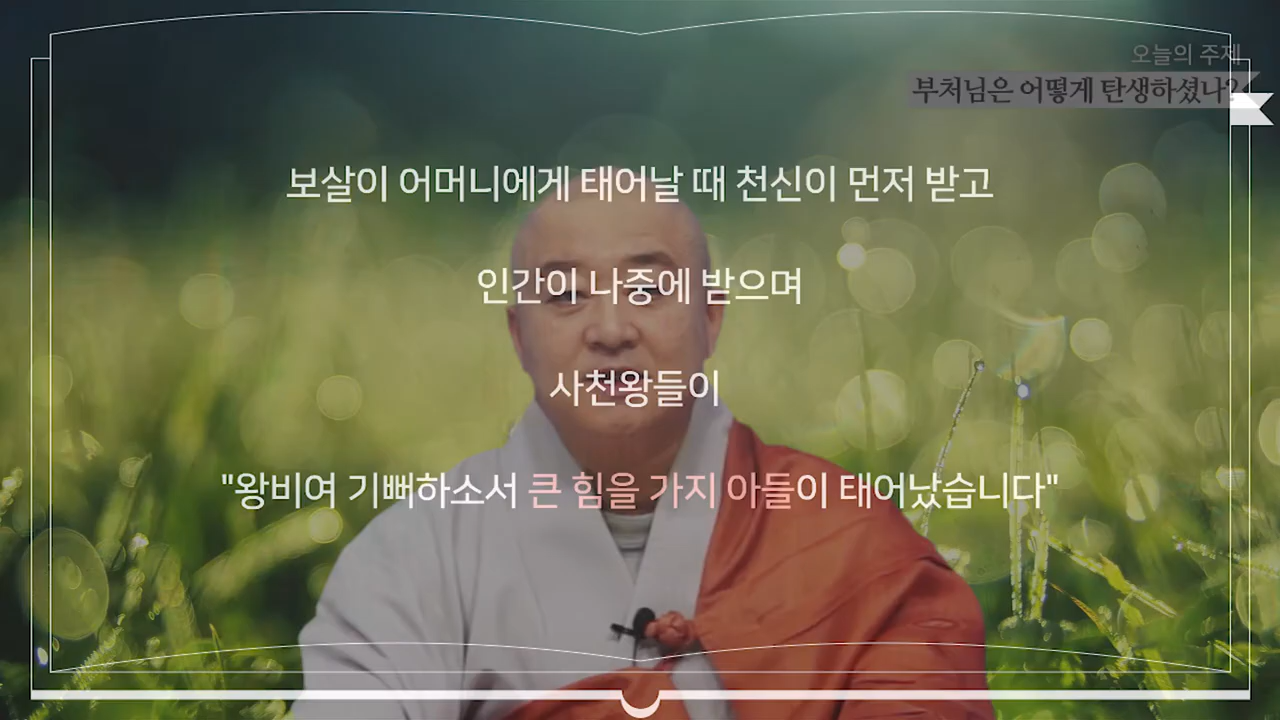 오늘의 주제
부처님은 어떻게 탄생하셨나?
보살이 어머니에게 태어날 때 천신이 먼저 받고
인간이 나중에 받으며
사천왕들이
"왕비여 기뻐하소서 큰 힘을 가지 아들이 태어났습니다"